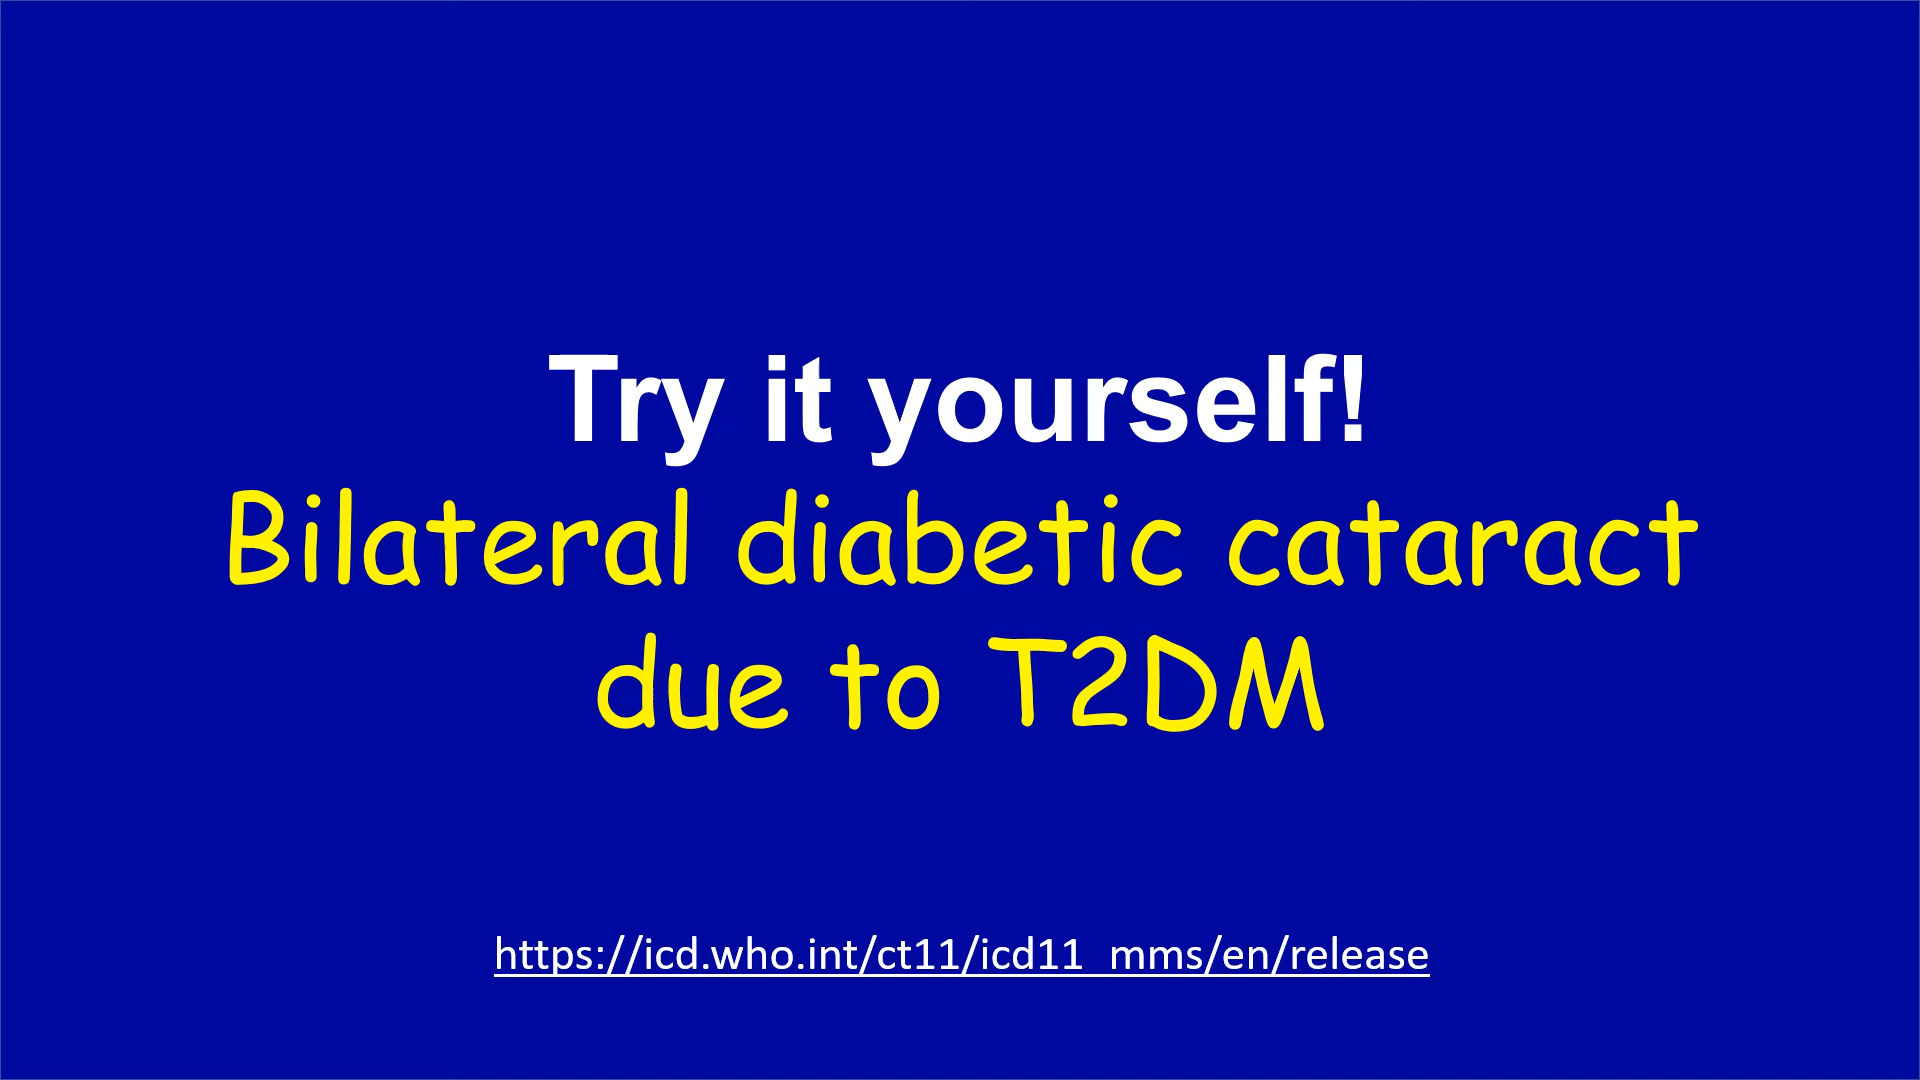 Try it yourself!
Bilateral diabetic cataract
due to T2DM
https://icd.who.int/ct11/icd11_mms/en/release